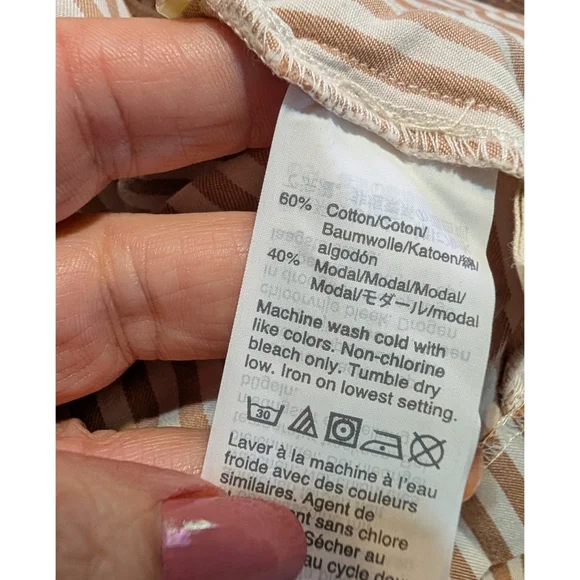 60% Cotton/Coton/
Baumwolle/Katoen/綿/
algodón
40% Modal/Modal/Modal/
Modal/モダール/modal
Machine wash cold with
like colors. Non-chlorine
bleach only. Tumble dry
low. Iron on lowest setting.
30
Laver à la machine à l'eau
froide avec des couleurs
similaires. Agent de
sans chlore
Sécher au
au cycle doux